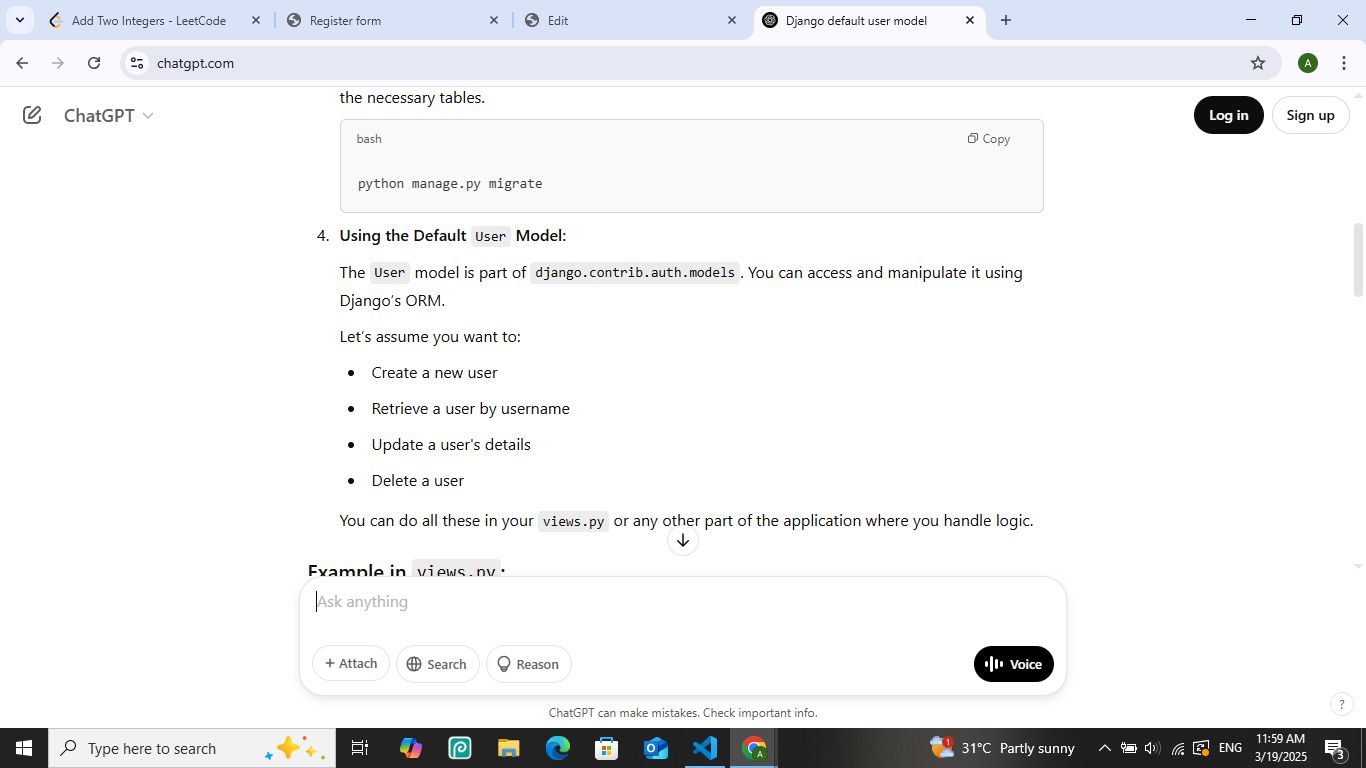 Add Two Integers - LeetCode
Register form
Edit
Django default user model
chatgpt.com
A
ChatGPT
Log in
Sign up
the necessary tables.
bash
Copy
python manage.py migrate
4. Using the Default User Model:
The User model is part of django.contrib.auth.models. You can access and manipulate it using
Django's ORM.
Let's assume you want to:
• Create a new user
• Retrieve a user by username
• Update a user's details
• Delete a user
You can do all these in your views.py or any other part of the application where you handle logic.
Example in views.py:
Ask anything
+ Attach
Search
Reason
Voice
ChatGPT can make mistakes. Check important info.
?
Type here to search
1
31°C Partly sunny
ENG
11:59 AM
3/19/2025
3